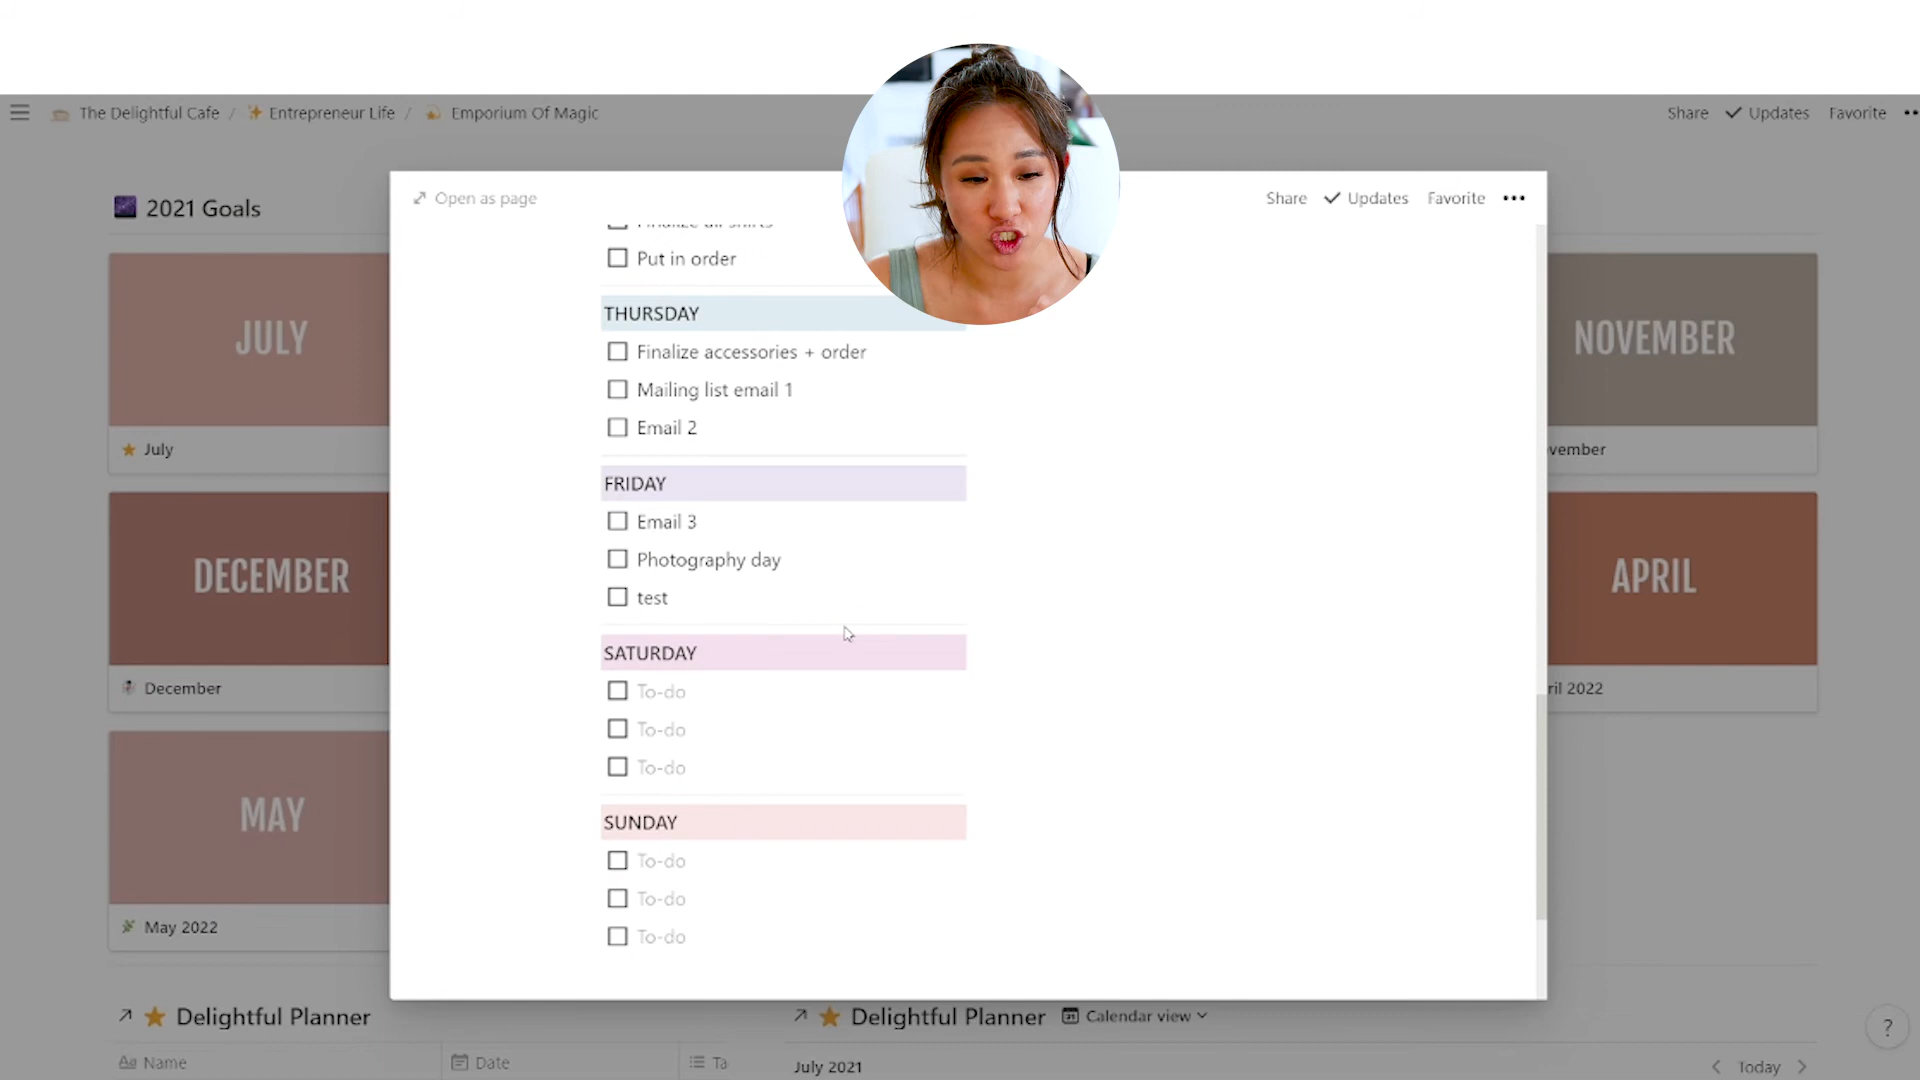 The Delightful Cafe / Entrepreneur Life / Emporium Of Magic
Share Updates Favorite
2021 Goals
JULY
July
DECEMBER
December
MAY
May 2022
NOVEMBER
vember
APRIL
ril 2022
Open as page
Share Updates Favorite
Put in order
THURSDAY
Finalize accessories + order
Mailing list email 1
Email 2
FRIDAY
Email 3
Photography day
test
SATURDAY
To-do
To-do
To-do
SUNDAY
To-do
To-do
To-do
Delightful Planner
Name Date Ta
Delightful Planner Calendar view
July 2021 Today
?